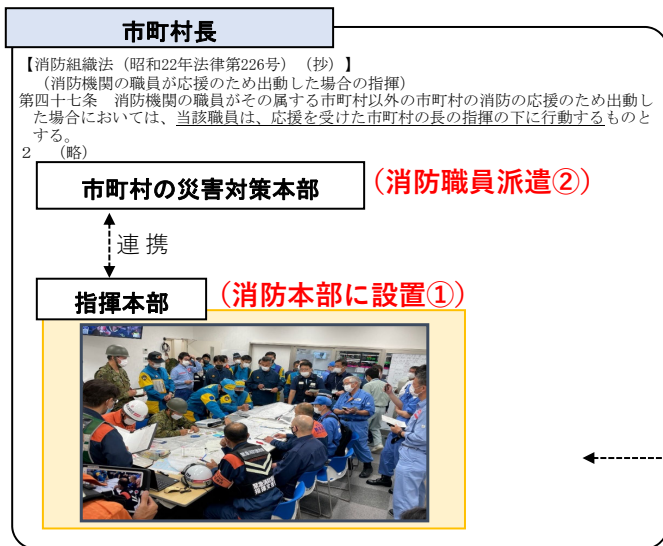 市町村長
【消防組織法（昭和22年法律第226号）（抄）】
（消防機関の職員が応援のため出動した場合の指揮）
第四十七条　消防機関の職員がその属する市町村以外の市町村の消防の応援のため出動し
た場合においては、当該職員は、応援を受けた市町村の長の指揮の下に行動するものと
する。
２　（略）
市町村の災害対策本部
（消防職員派遣②）
連 携
指揮本部
（消防本部に設置①）